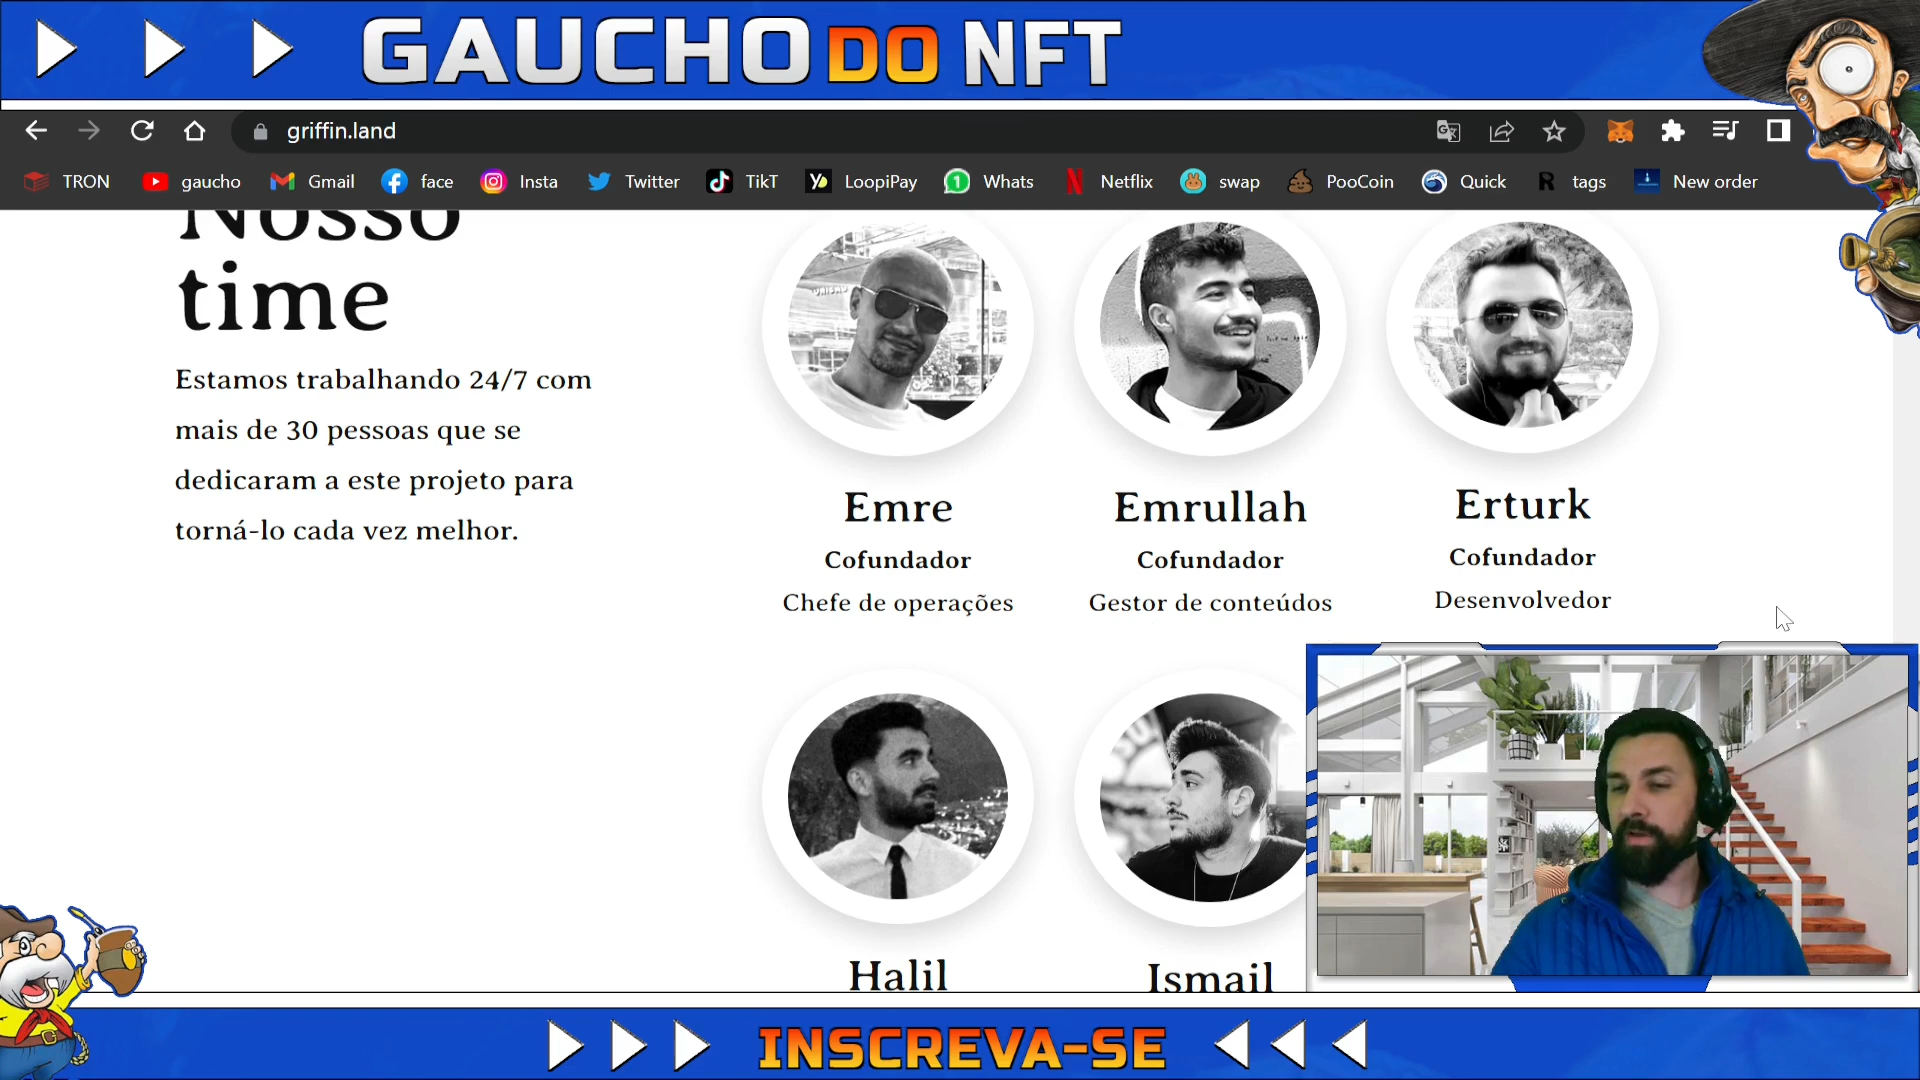 GAUCHO DO NFT
griffin.land
TRON gaucho Gmail face Insta Twitter TikT LoopiPay Whats Netflix swap PooCoin Quick tags New order
Nosso
time
Estamos trabalhando 24/7 com
mais de 30 pessoas que se
dedicaram a este projeto para
torná-lo cada vez melhor.
Emre
Cofundador
Chefe de operações
Emrullah
Cofundador
Gestor de conteúdos
Erturk
Cofundador
Desenvolvedor
Halil
Ismail
INSCREVA-SE